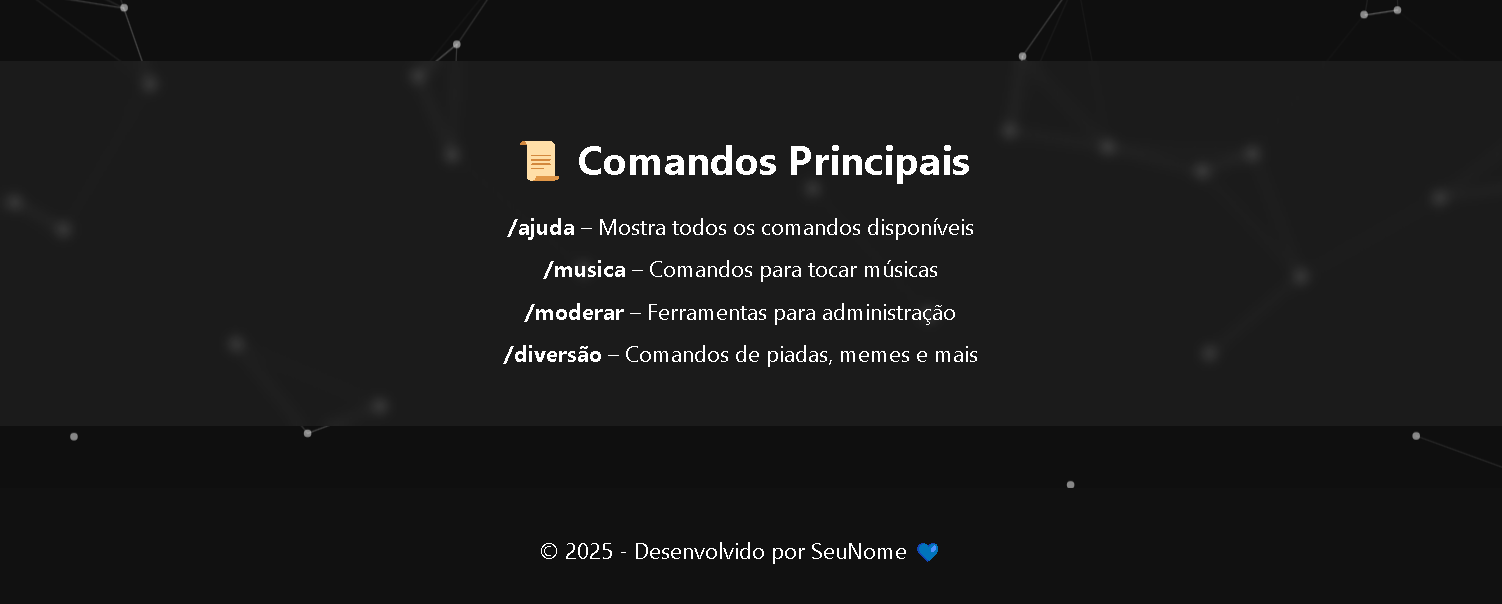 📜 Comandos Principais
/ajuda – Mostra todos os comandos disponíveis
/musica – Comandos para tocar músicas
/moderar – Ferramentas para administração
/diversão – Comandos de piadas, memes e mais
© 2025 - Desenvolvido por SeuNome 💙